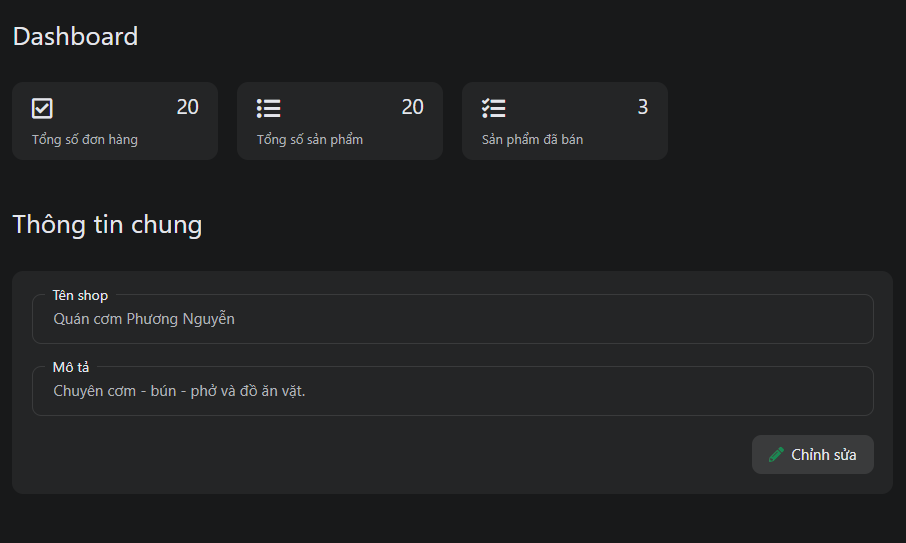 Dashboard
20
Tổng số đơn hàng
20
Tổng số sản phẩm
3
Sản phẩm đã bán
Thông tin chung
Tên shop
Quán cơm Phương Nguyễn
Mô tả
Chuyên cơm - bún - phở và đồ ăn vặt.
Chỉnh sửa